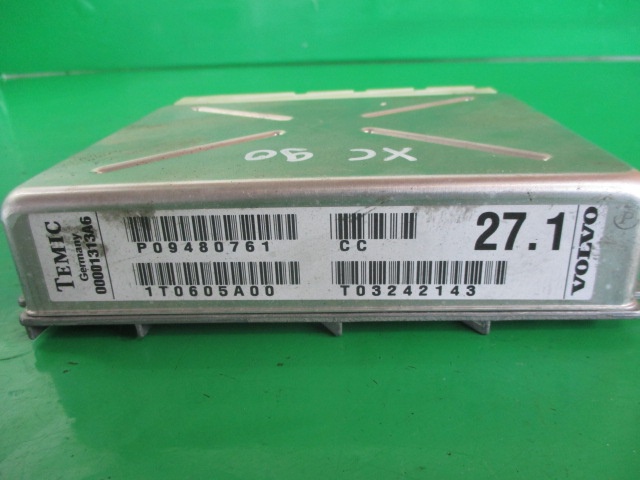 XC 90
TEMIC
Germany
00001313A6
P09480761
CC
27.1
1T0605A00
T03242143
VOLVO